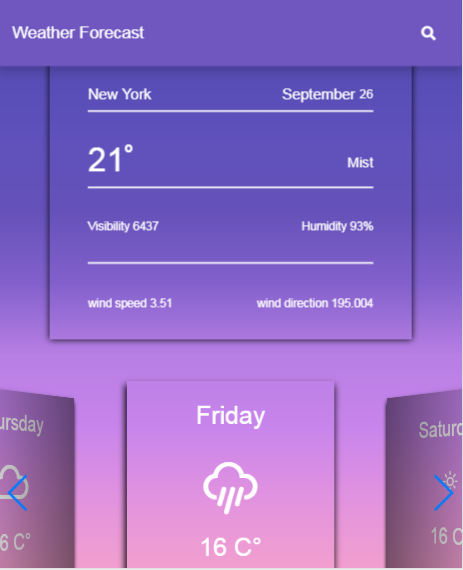 Weather Forecast
New York September 26
21° Mist
Visibility 6437 Humidity 93%
wind speed 3.51 wind direction 195.004
ursday Friday Saturd
6 C° 16 C° 16 C